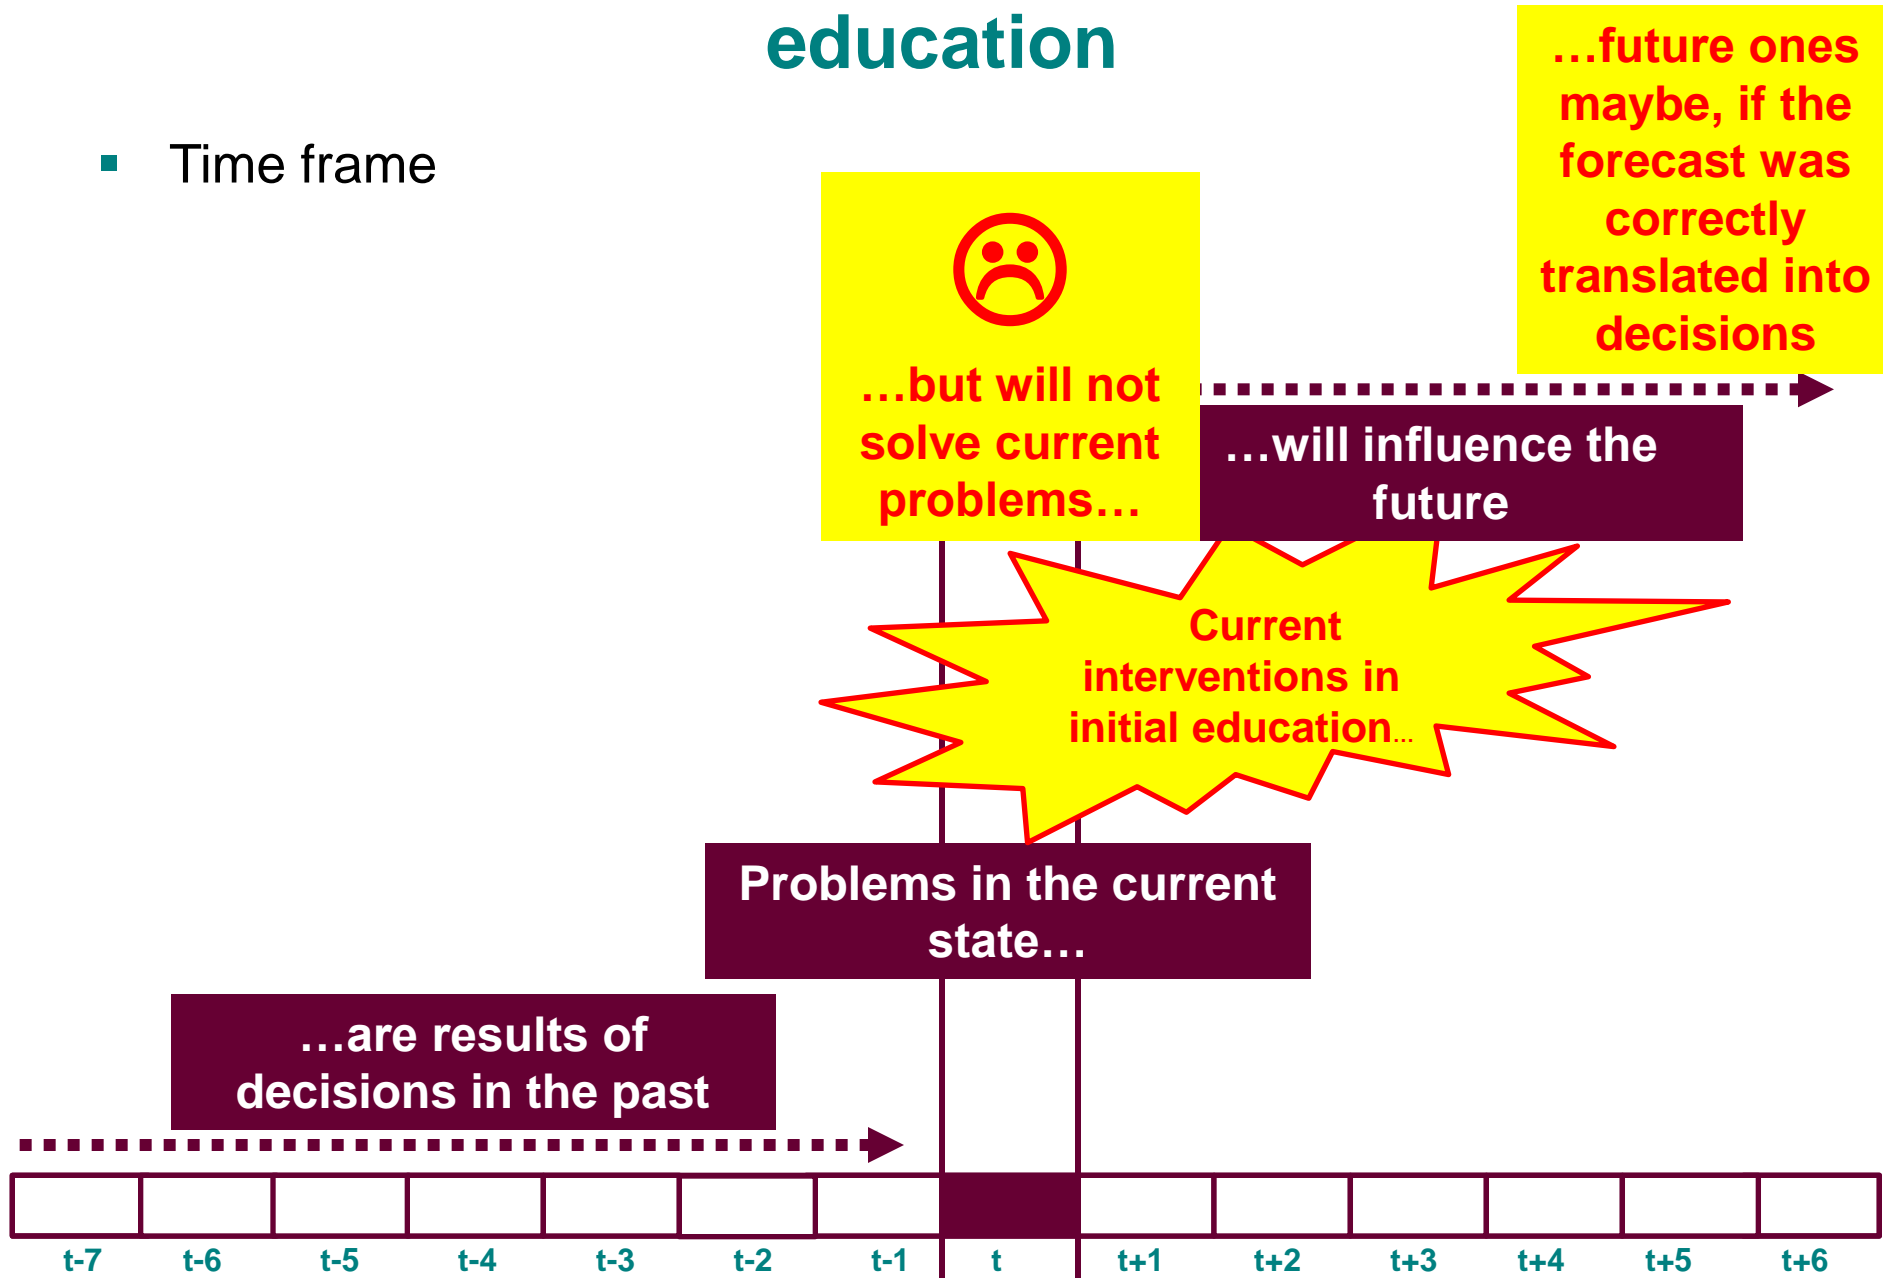 education
▪ Time frame
…future ones
maybe, if the
forecast was
correctly
translated into
decisions
…but will not
solve current
problems…
…will influence the
future
Current
interventions in
initial education...
Problems in the current
state…
…are results of
decisions in the past
t-7 t-6 t-5 t-4 t-3 t-2 t-1 t t+1 t+2 t+3 t+4 t+5 t+6